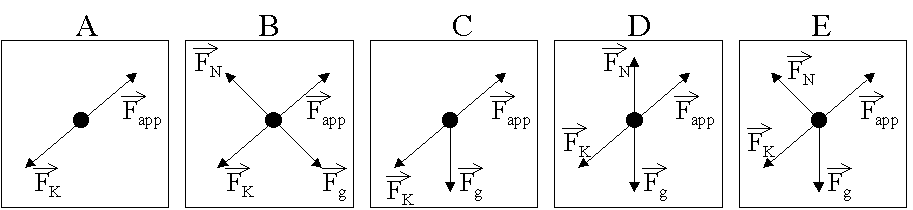 A B C D E
F_N F_N F_N
F_app F_app F_app F_app F_app
F_K F_K F_g F_K F_g F_K F_g F_K F_g